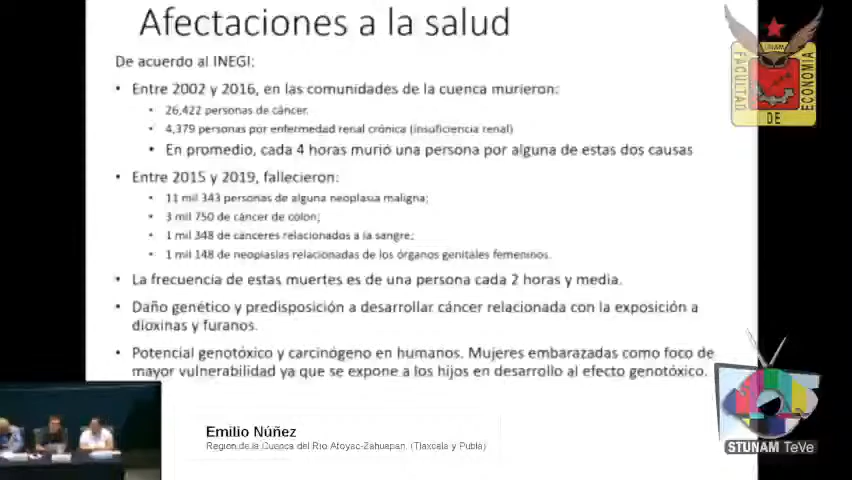 Afectaciones a la salud
De acuerdo al INEGI:
• Entre 2002 y 2016, en las comunidades de la cuenca murieron:
• 26,422 personas de cáncer.
• 4,379 personas por enfermedad renal crónica (insuficiencia renal)
• En promedio, cada 4 horas murió una persona por alguna de estas dos causas
• Entre 2015 y 2019, fallecieron:
• 11 mil 343 personas de alguna neoplasia maligna;
• 3 mil 750 de cáncer de colon;
• 1 mil 348 de cánceres relacionados a la sangre;
• 1 mil 148 de neoplasias relacionadas de los órganos genitales femeninos.
• La frecuencia de estas muertes es de una persona cada 2 horas y media.
• Daño genético y predisposición a desarrollar cáncer relacionada con la exposición a
dioxinas y furanos.
• Potencial genotóxico y carcinógeno en humanos. Mujeres embarazadas como foco de
mayor vulnerabilidad ya que se expone a los hijos en desarrollo al efecto genotóxico.
Emilio Núñez
Región de la Cuenca del Río Atoyac-Zahuapan, (Tlaxcala y Publa)
UNAM
FACULTAD
DE
ECONOMIA
STUNAM TeVe